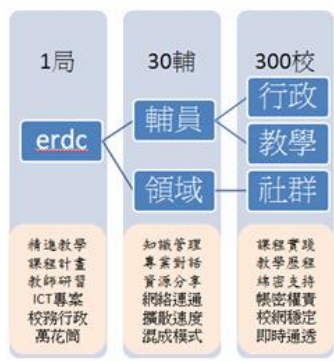 1局
30輔
300校
erdc
輔員
領域
行政
教學
社群
精進教學
課程計畫
教師研習
ICT專案
校務行政
萬花筒
知識管理
專業對話
資源分享
網絡連通
擴散速度
混成模式
課程實踐
教學歷程
綿密支持
帳密權責
校網穩定
即時通透